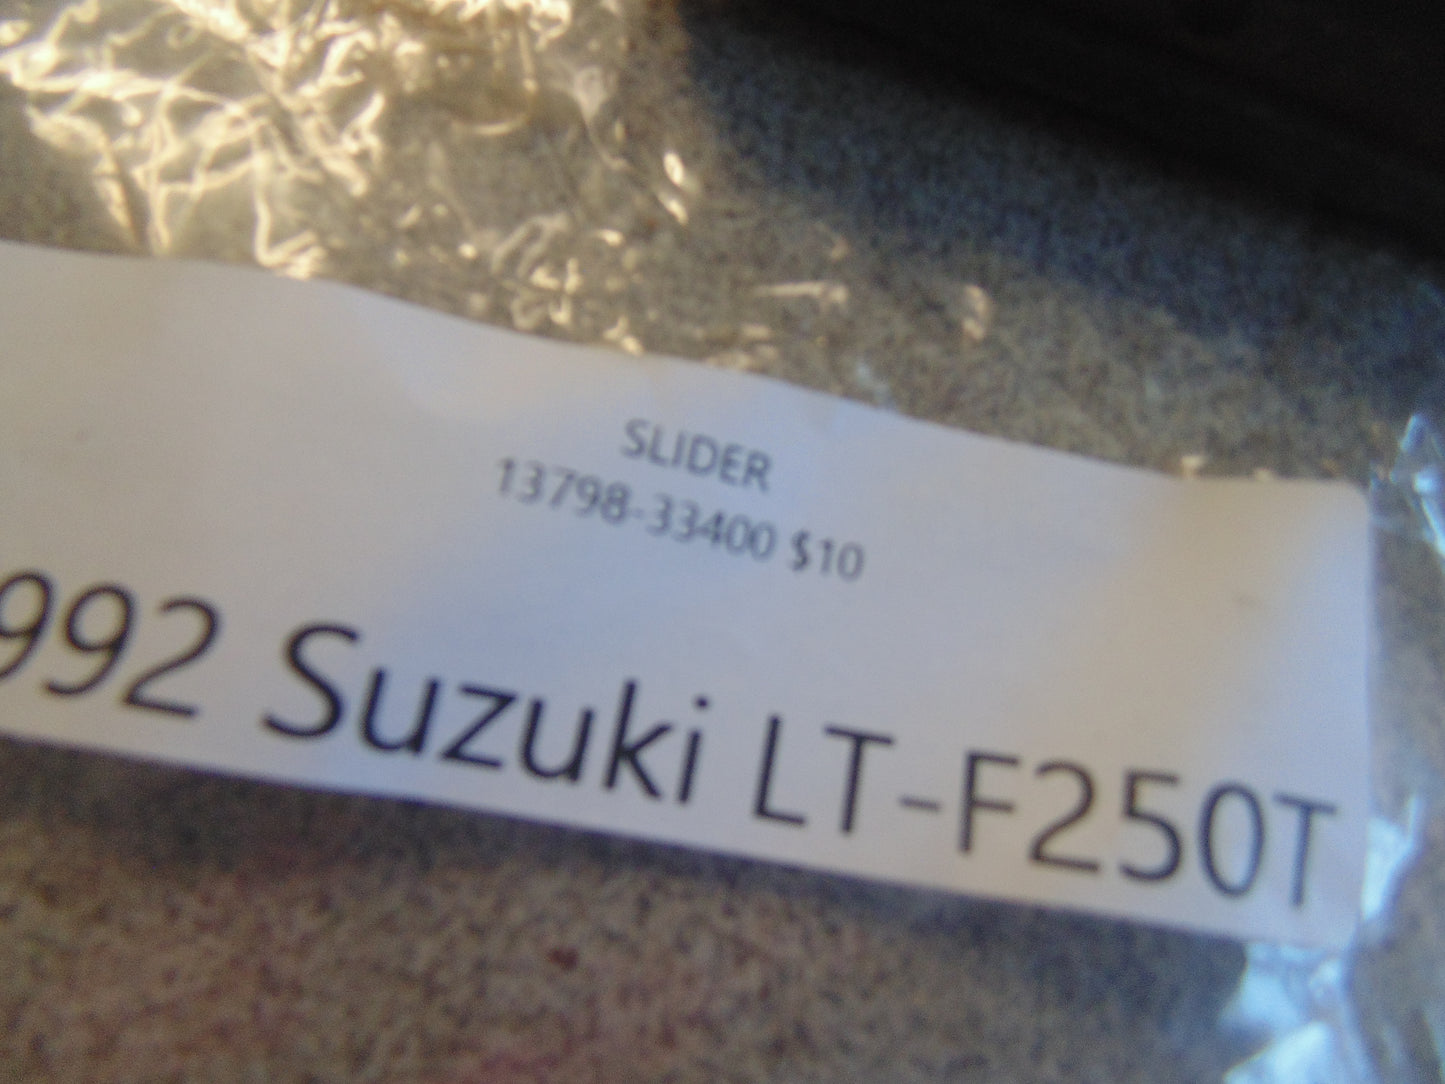 SLIDER
13798-33400 $10
992 Suzuki LT-F250T